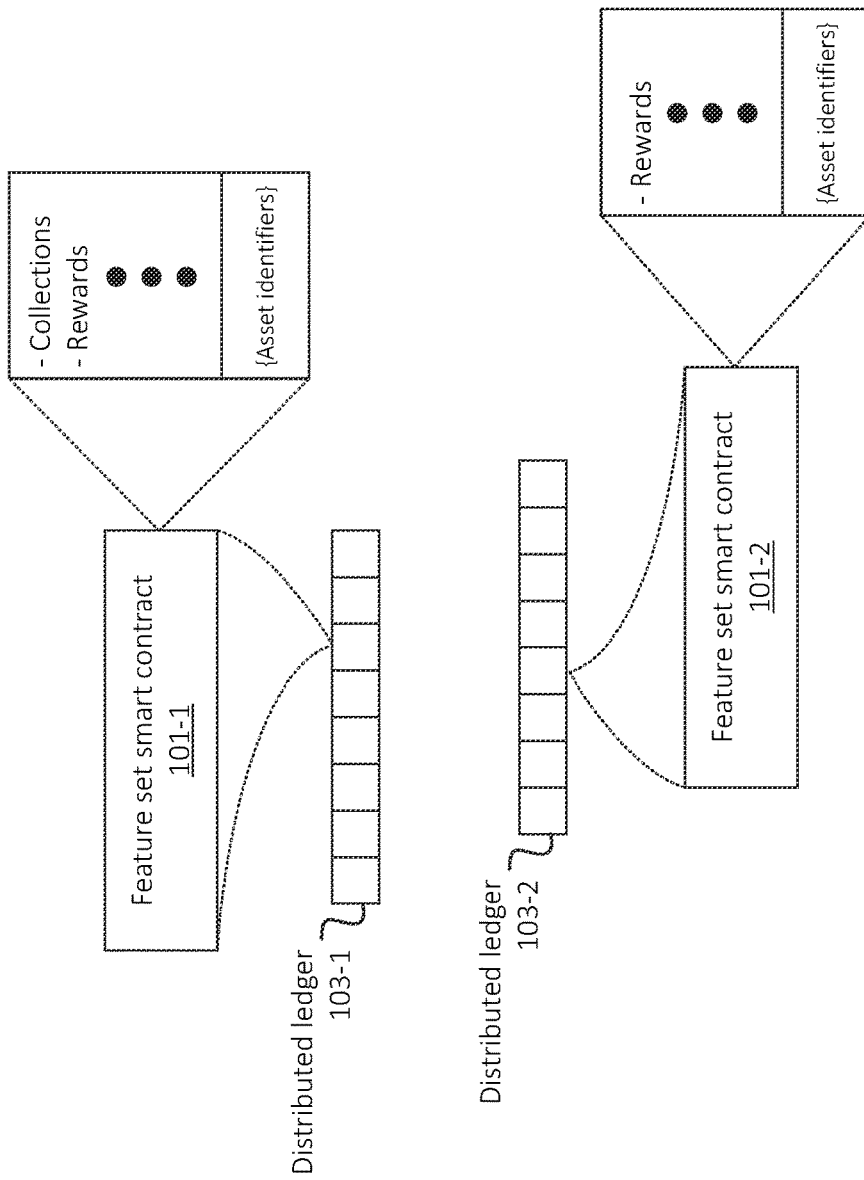 - Collections
- Rewards
{Asset identifiers}
Feature set smart contract
101-1
Distributed ledger
103-1
Distributed ledger
103-2
Feature set smart contract
101-2
- Rewards
{Asset identifiers}